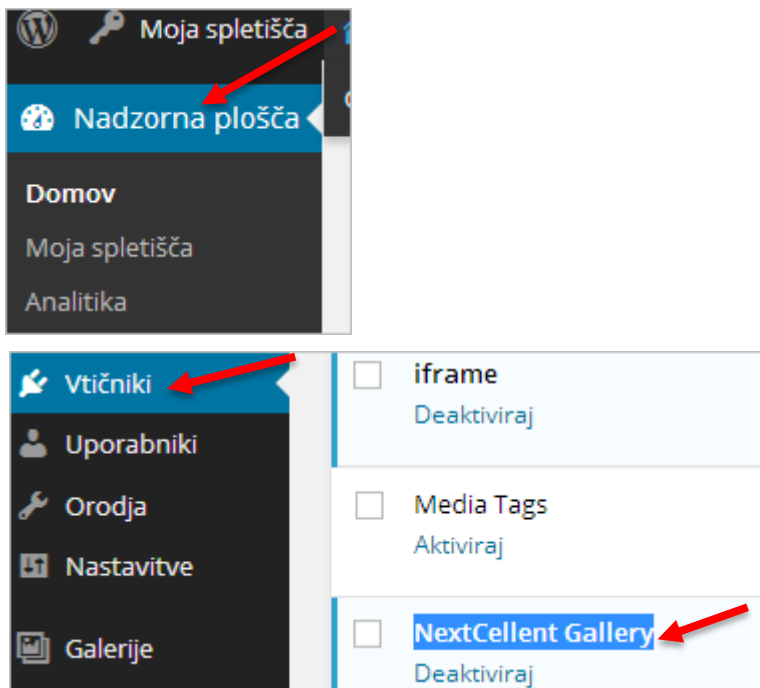 Moja spletišča
Nadzorna plošča
Domov
Moja spletišča
Analitika
Vtičniki
Uporabniki
Orodja
Nastavitve
Galerije
iframe
Deaktiviraj
Media Tags
Aktiviraj
NextCellent Gallery
Deaktiviraj